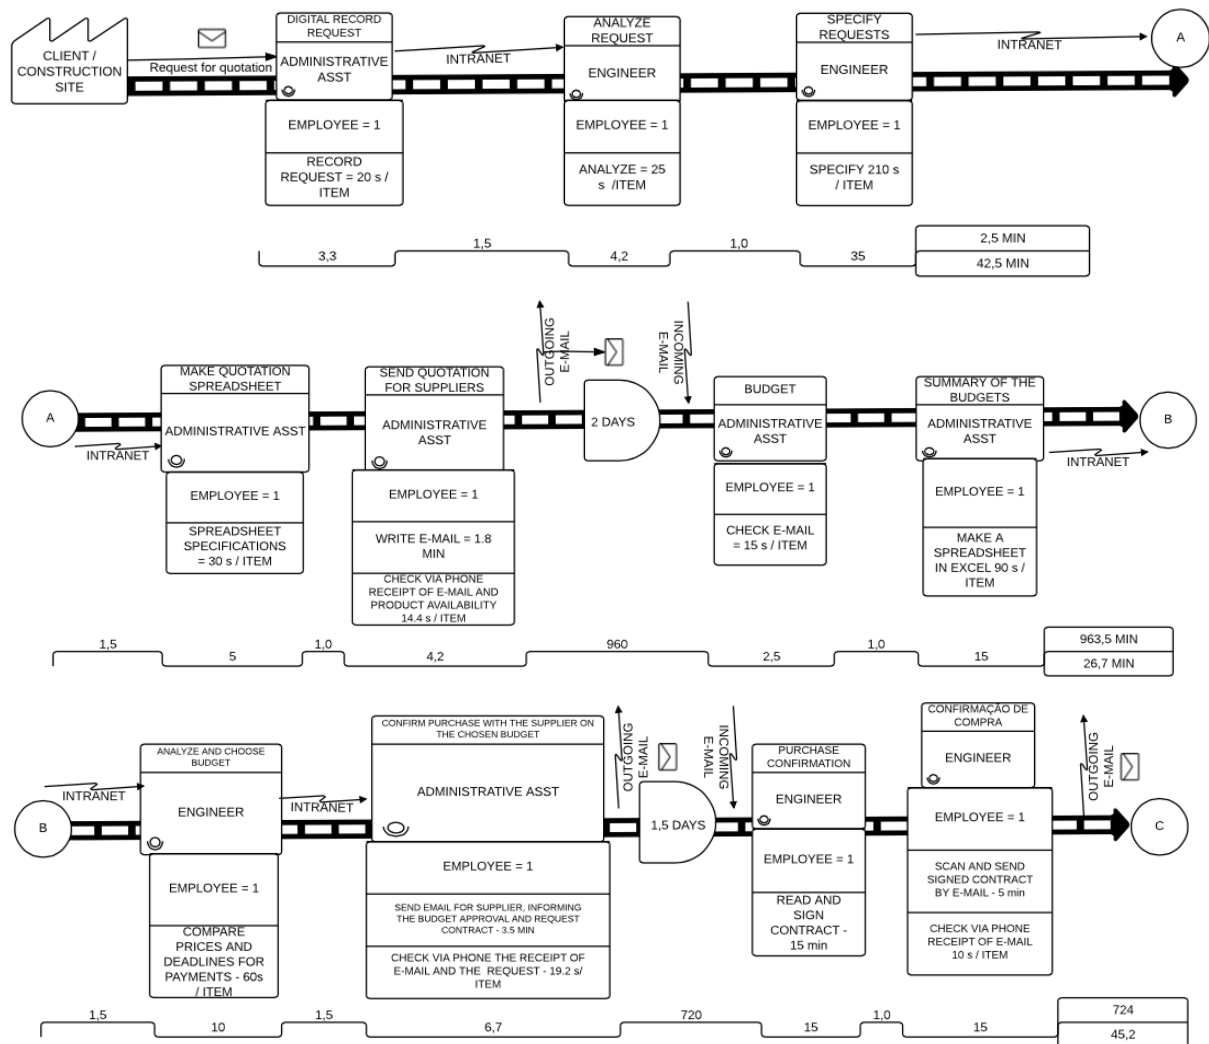 CLIENT /
CONSTRUCTION
SITE
Request for quotation
DIGITAL RECORD
REQUEST
ADMINISTRATIVE
ASST
EMPLOYEE = 1
RECORD
REQUEST = 20 s /
ITEM
INTRANET
ANALYZE
REQUEST
ENGINEER
EMPLOYEE = 1
ANALYZE = 25
s /ITEM
SPECIFY
REQUESTS
ENGINEER
EMPLOYEE = 1
SPECIFY 210 s
/ ITEM
INTRANET
A
3,3
1,5
4,2
1,0
35
2,5 MIN
42,5 MIN
A
INTRANET
MAKE QUOTATION
SPREADSHEET
ADMINISTRATIVE ASST
EMPLOYEE = 1
SPREADSHEET
SPECIFICATIONS
= 30 s / ITEM
SEND QUOTATION
FOR SUPPLIERS
ADMINISTRATIVE
ASST
EMPLOYEE = 1
WRITE E-MAIL = 1.8
MIN
CHECK VIA PHONE
RECEIPT OF E-MAIL AND
PRODUCT AVAILABILITY
14.4 s / ITEM
OUTGOING
E-MAIL
2 DAYS
INCOMING
E-MAIL
BUDGET
ADMINISTRATIVE
ASST
EMPLOYEE = 1
CHECK E-MAIL
= 15 s / ITEM
SUMMARY OF THE
BUDGETS
ADMINISTRATIVE
ASST
EMPLOYEE = 1
MAKE A
SPREADSHEET
IN EXCEL 90 s /
ITEM
INTRANET
B
1,5
5
1,0
4,2
960
2,5
1,0
15
963,5 MIN
26,7 MIN
B
INTRANET
ANALYZE AND CHOOSE
BUDGET
ENGINEER
EMPLOYEE = 1
COMPARE
PRICES AND
DEADLINES FOR
PAYMENTS - 60s
/ ITEM
INTRANET
CONFIRM PURCHASE WITH THE SUPPLIER ON
THE CHOSEN BUDGET
ADMINISTRATIVE ASST
EMPLOYEE = 1
SEND EMAIL FOR SUPPLIER, INFORMING
THE BUDGET APPROVAL AND REQUEST
CONTRACT - 3.5 MIN
CHECK VIA PHONE THE RECEIPT OF
E-MAIL AND THE REQUEST - 19.2 s/
ITEM
OUTGOING
E-MAIL
1,5 DAYS
INCOMING
E-MAIL
PURCHASE
CONFIRMATION
ENGINEER
EMPLOYEE = 1
READ AND
SIGN
CONTRACT -
15 min
CONFIRMAÇÃO DE
COMPRA
ENGINEER
EMPLOYEE = 1
SCAN AND SEND
SIGNED CONTRACT
BY E-MAIL - 5 min
CHECK VIA PHONE
RECEIPT OF E-MAIL
10 s / ITEM
OUTGOING
E-MAIL
C
1,5
10
1,5
6,7
720
15
1,0
15
724
45,2